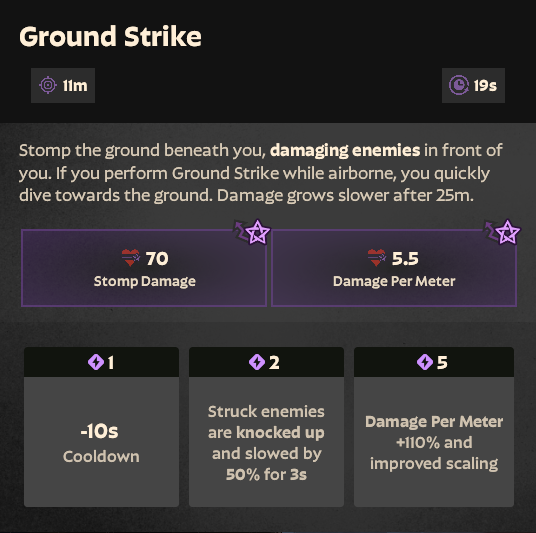 Ground Strike
11m
19s
Stomp the ground beneath you, damaging enemies in front of
you. If you perform Ground Strike while airborne, you quickly
dive towards the ground. Damage grows slower after 25m.
70
Stomp Damage
5.5
Damage Per Meter
1
-10s
Cooldown
2
Struck enemies
are knocked up
and slowed by
50% for 3s
5
Damage Per Meter
+110% and
improved scaling